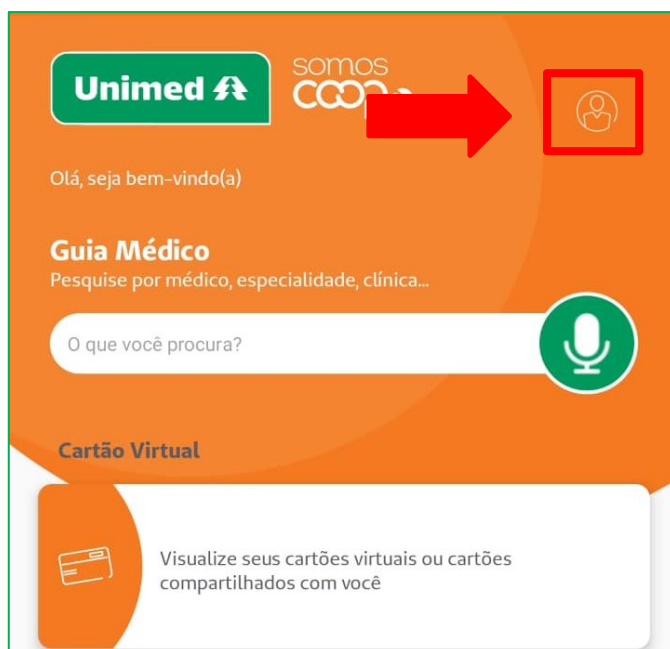 Unimed
somos
coop
Olá, seja bem-vindo(a)
Guia Médico
Pesquise por médico, especialidade, clínica...
O que você procura?
Cartão Virtual
Visualize seus cartões virtuais ou cartões
compartilhados com você